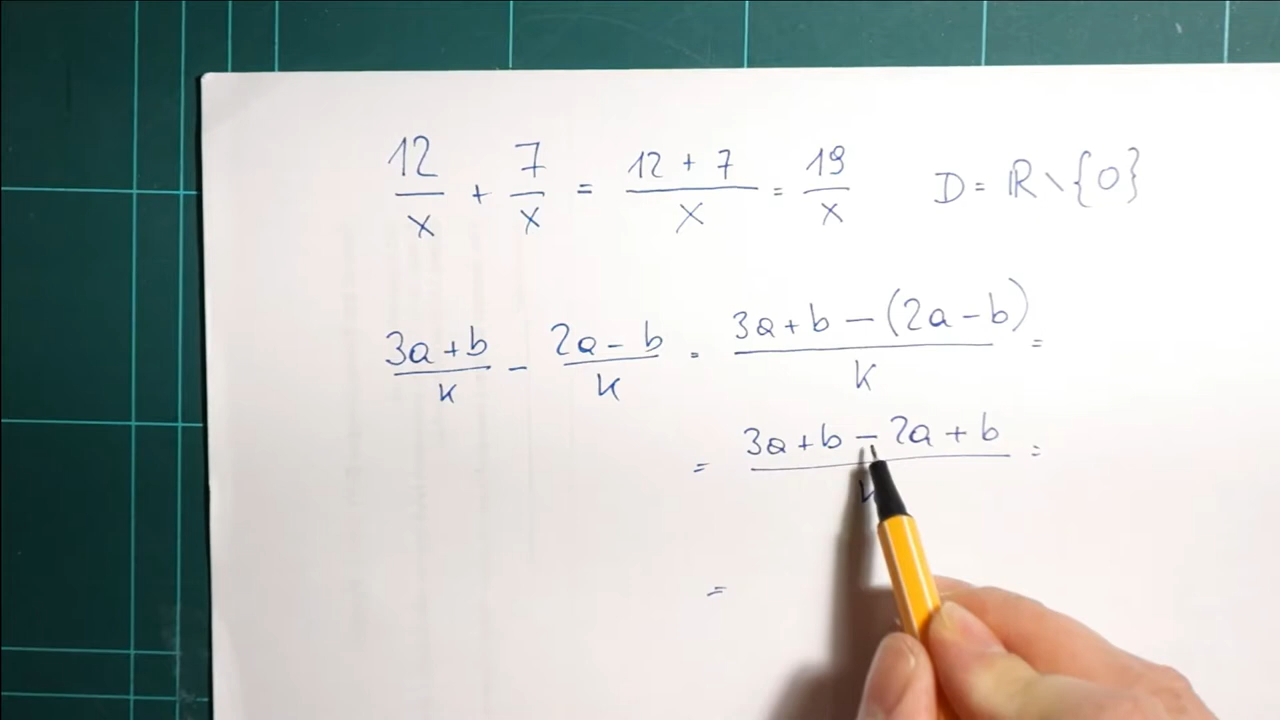 12/x + 7/x = (12 + 7)/x = 19/x D = ℝ \ {0}
(3a + b)/k - (2a - b)/k = (3a + b - (2a - b))/k =
= (3a + b - 2a + b)/k =
=